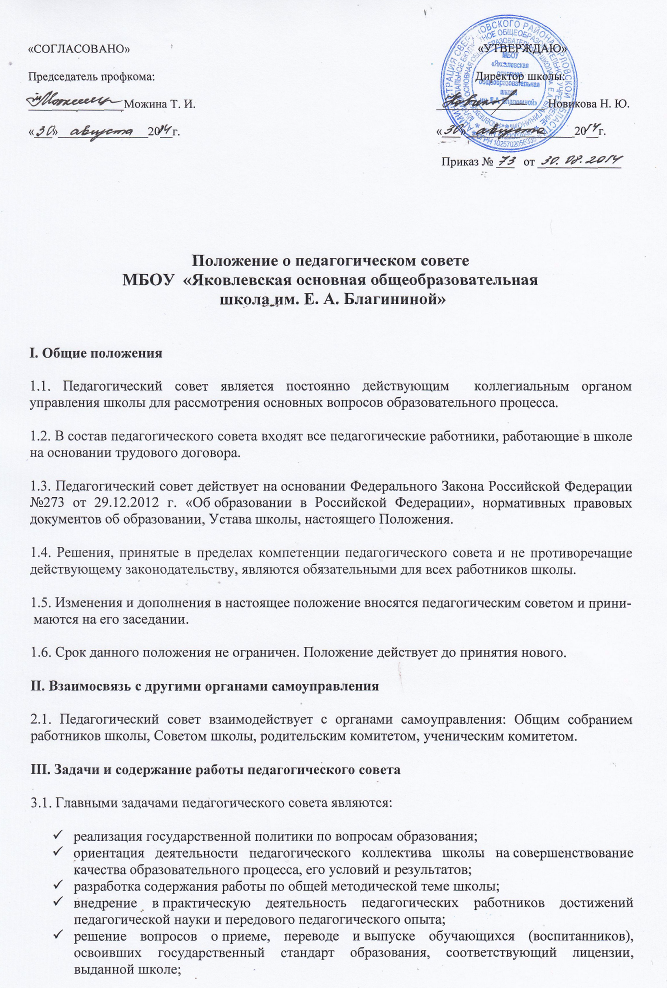 «СОГЛАСОВАНО» «УТВЕРЖДАЮ»
Председатель профкома: Директор школы:
Можина Т. И. Новикова Н. Ю.
«30» августа 2014 г. «30» августа 2014 г.
Приказ № 73 от 30.08.2014
Положение о педагогическом совете
МБОУ «Яковлевская основная общеобразовательная
школа им. Е. А. Благининой»
I. Общие положения
1.1. Педагогический совет является постоянно действующим коллегиальным органом
управления школы для рассмотрения основных вопросов образовательного процесса.
1.2. В состав педагогического совета входят все педагогические работники, работающие в школе
на основании трудового договора.
1.3. Педагогический совет действует на основании Федерального Закона Российской Федерации
№273 от 29.12.2012 г. «Об образовании в Российской Федерации», нормативных правовых
документов об образовании, Устава школы, настоящего Положения.
1.4. Решения, принятые в пределах компетенции педагогического совета и не противоречащие
действующему законодательству, являются обязательными для всех работников школы.
1.5. Изменения и дополнения в настоящее положение вносятся педагогическим советом и прини-
маются на его заседании.
1.6. Срок данного положения не ограничен. Положение действует до принятия нового.
II. Взаимосвязь с другими органами самоуправления
2.1. Педагогический совет взаимодействует с органами самоуправления: Общим собранием
работников школы, Советом школы, родительским комитетом, ученическим комитетом.
III. Задачи и содержание работы педагогического совета
3.1. Главными задачами педагогического совета являются:
✓ реализация государственной политики по вопросам образования;
✓ ориентация деятельности педагогического коллектива школы на совершенствование
качества образовательного процесса, его условий и результатов;
✓ разработка содержания работы по общей методической теме школы;
✓ внедрение в практическую деятельность педагогических работников достижений
педагогической науки и передового педагогического опыта;
✓ решение вопросов о приеме, переводе и выпуске обучающихся (воспитанников),
освоивших государственный стандарт образования, соответствующий лицензии,
выданной школе;